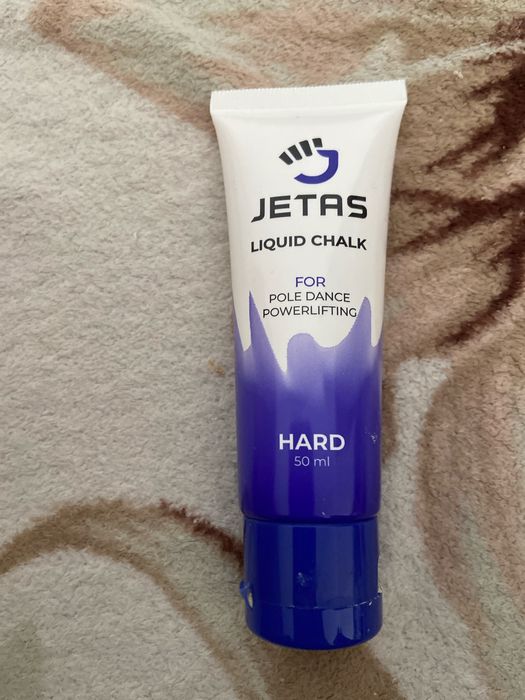 JETAS
LIQUID CHALK
FOR
POLE DANCE
POWERLIFTING
HARD
50 ml